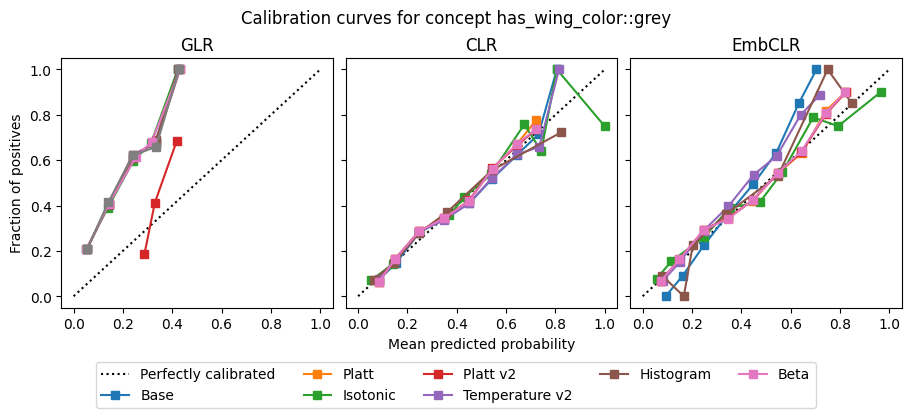 Calibration curves for concept has_wing_color::grey
GLR
CLR
EmbCLR
Fraction of positives
1.0
0.8
0.6
0.4
0.2
0.0
0.0 0.2 0.4 0.6 0.8 1.0
0.0 0.2 0.4 0.6 0.8 1.0
0.0 0.2 0.4 0.6 0.8 1.0
Mean predicted probability
Perfectly calibrated Platt Platt v2 Histogram Beta
Base Isotonic Temperature v2